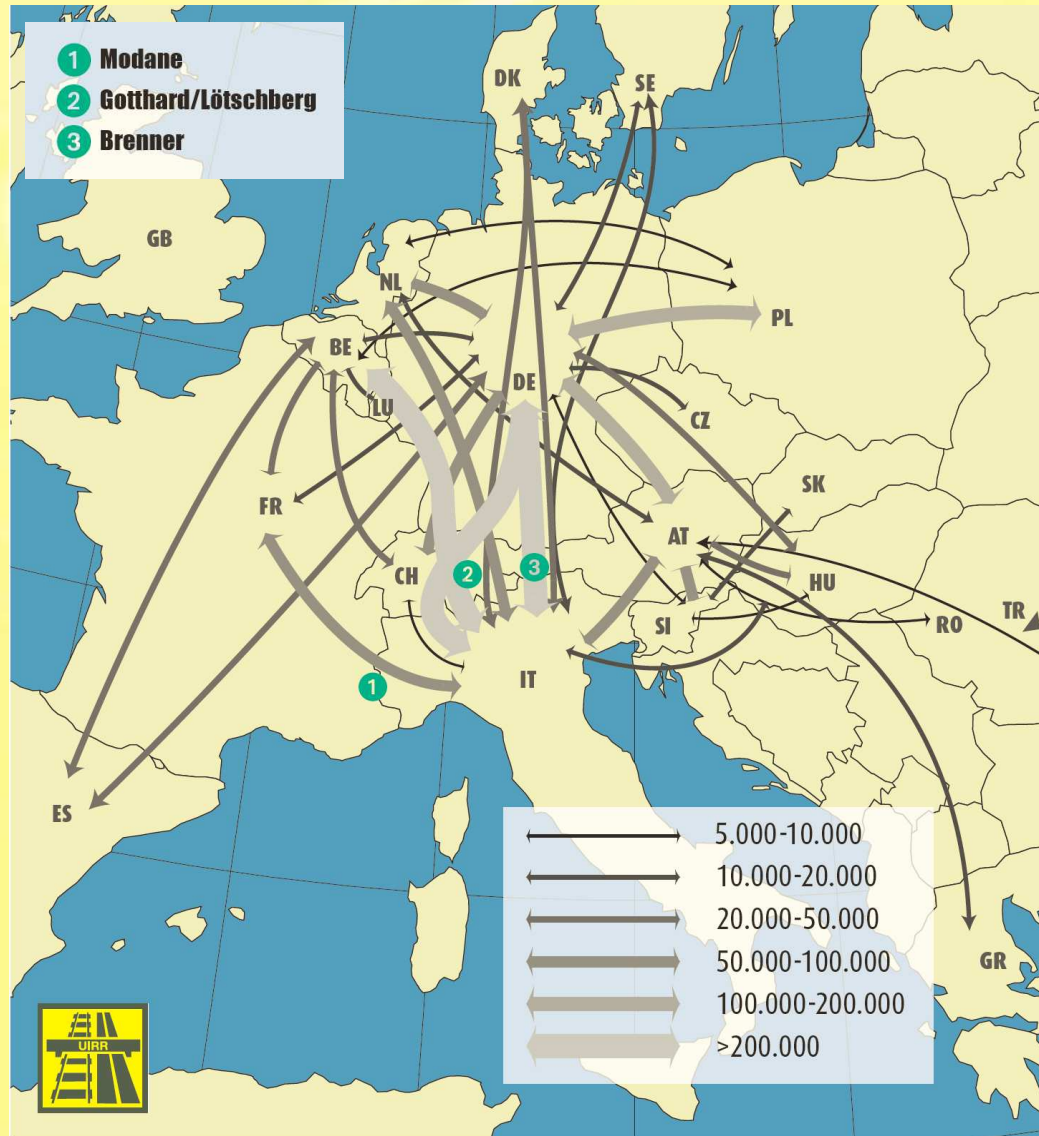 1 Modane
2 Gotthard/Lötschberg
3 Brenner
DK
SE
GB
NL
PL
BE
DE
LU
CZ
SK
FR
AT
2
3
CH
HU
TR
SI
RO
IT
1
ES
5.000-10.000
10.000-20.000
20.000-50.000
50.000-100.000
100.000-200.000
>200.000
GR
UIRR